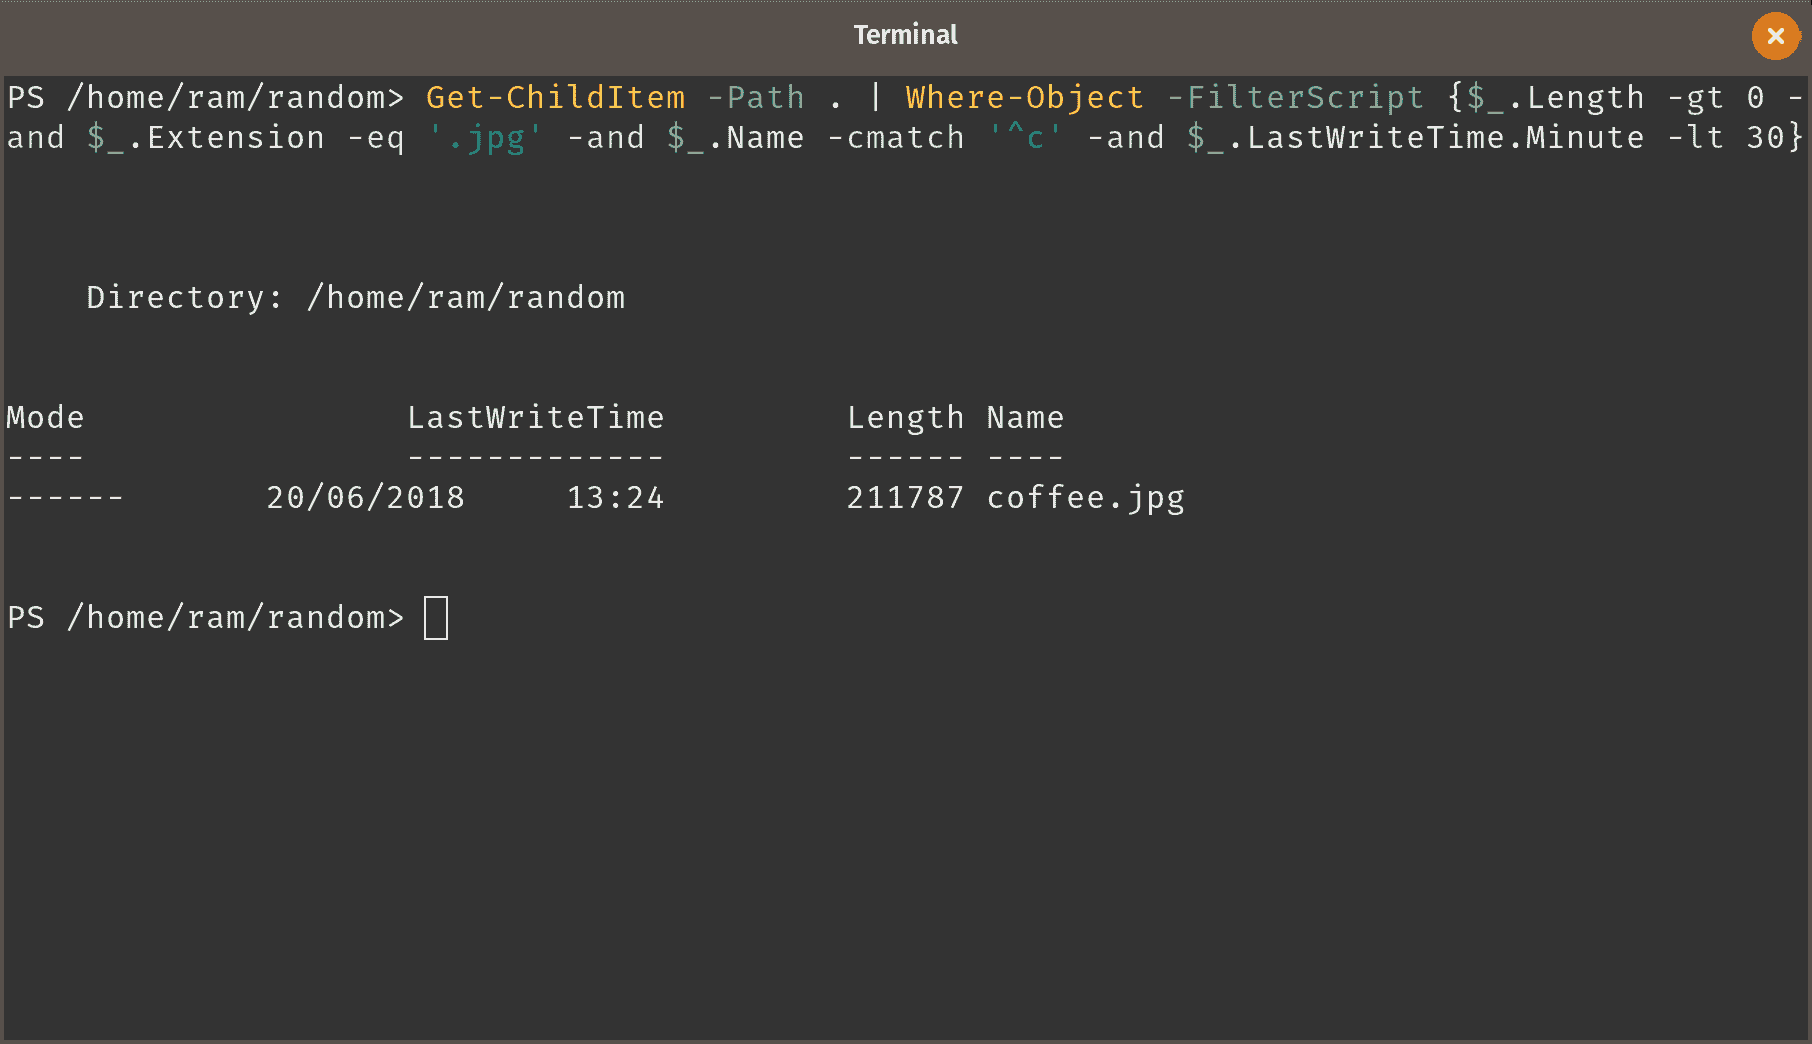 Terminal
PS /home/ram/random> Get-ChildItem -Path . | Where-Object -FilterScript {$_.Length -gt 0 -
and $_.Extension -eq '.jpg' -and $_.Name -cmatch '^c' -and $_.LastWriteTime.Minute -lt 30}
Directory: /home/ram/random
Mode LastWriteTime Length Name
---- ------------- ------ ----
------ 20/06/2018 13:24 211787 coffee.jpg
PS /home/ram/random>